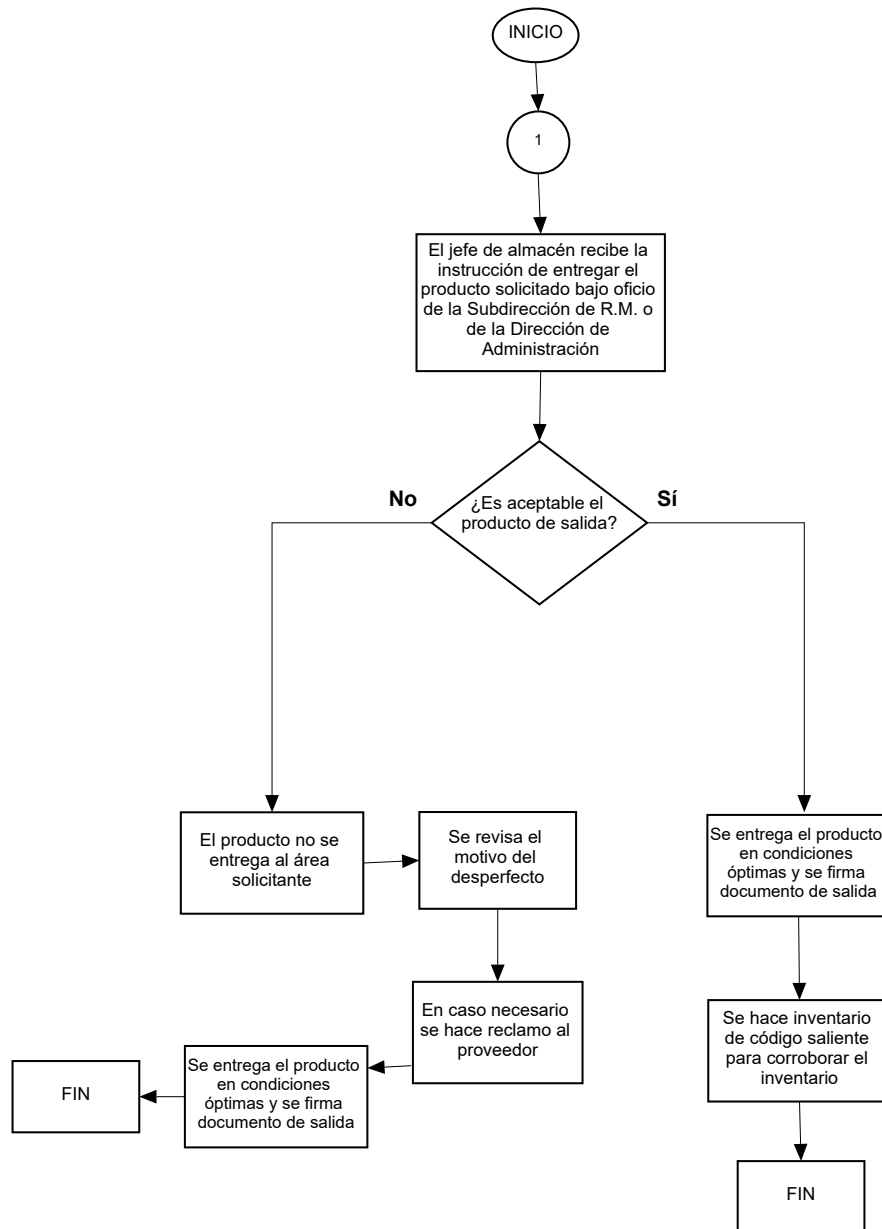 INICIO
1
El jefe de almacén recibe la
instrucción de entregar el
producto solicitado bajo oficio
de la Subdirección de R.M. o
de la Dirección de
Administración
No
¿Es aceptable el
producto de salida?
Sí
El producto no se
entrega al área
solicitante
Se revisa el
motivo del
desperfecto
En caso necesario
se hace reclamo al
proveedor
Se entrega el producto
en condiciones
óptimas y se firma
documento de salida
FIN
Se entrega el producto
en condiciones
óptimas y se firma
documento de salida
Se hace inventario
de código saliente
para corroborar el
inventario
FIN